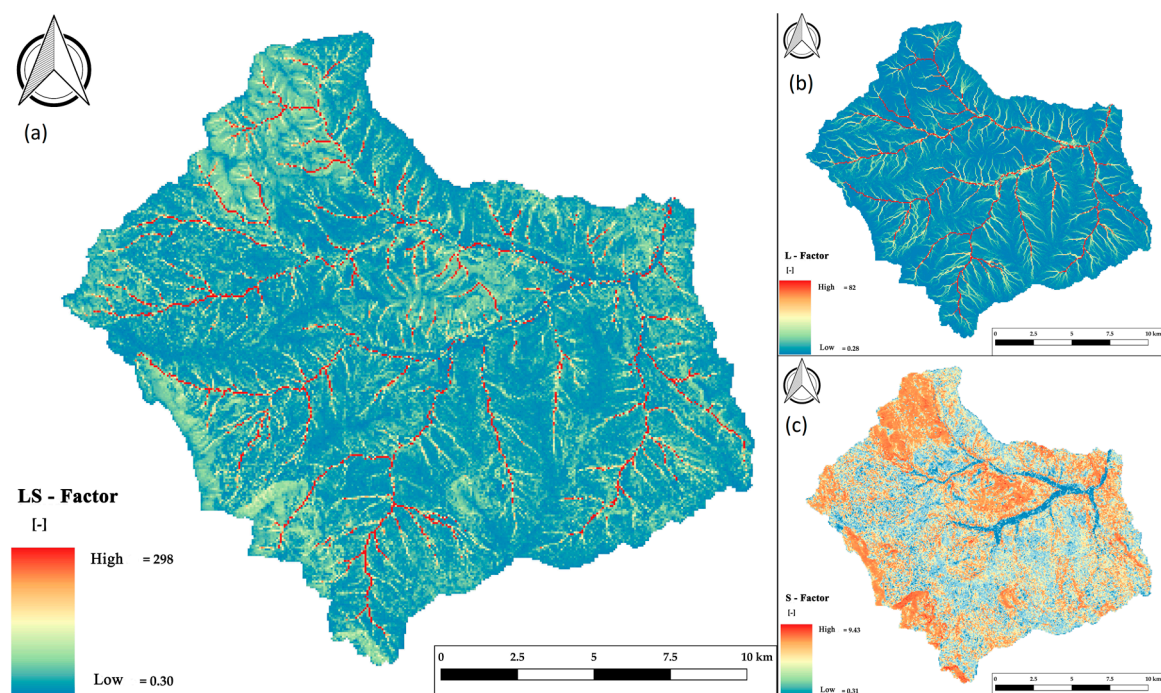 (a)
LS - Factor
[-]
High = 298
Low = 0.30
0 2.5 5 7.5 10 km
(b)
L - Factor
[-]
High = 82
Low = 0.28
0 2.5 5 7.5 10 km
(c)
S - Factor
[-]
High = 9.43
Low = 0.31
0 2.5 5 7.5 10 km